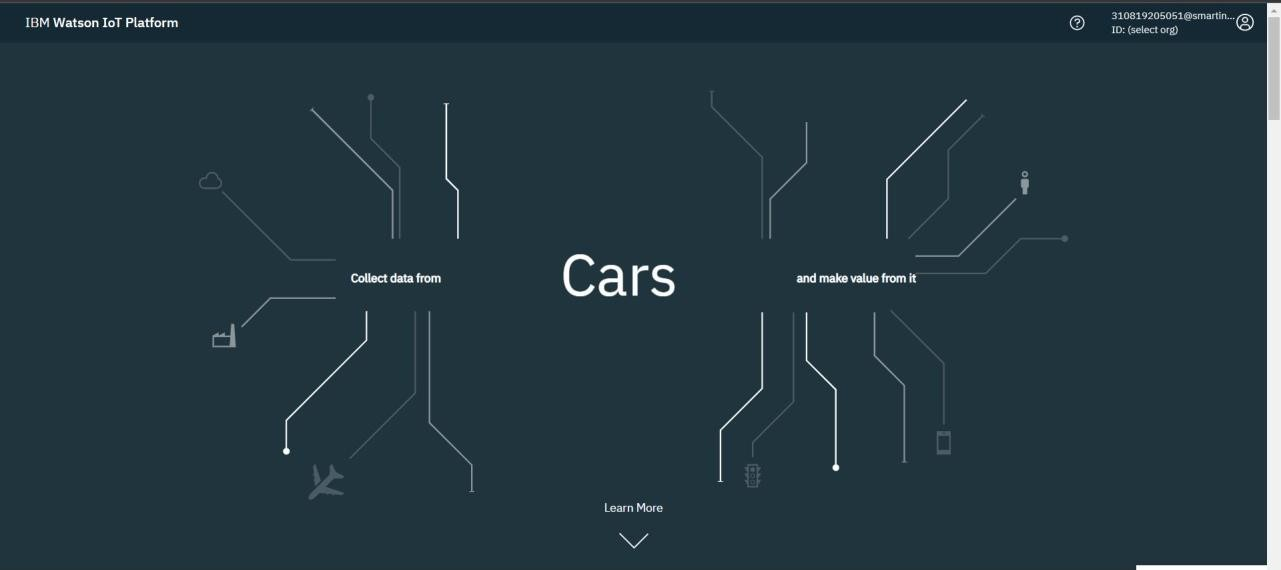 IBM Watson IoT Platform
310819205051@smartin...
ID: (select org)
Collect data from
Cars
and make value from it
Learn More